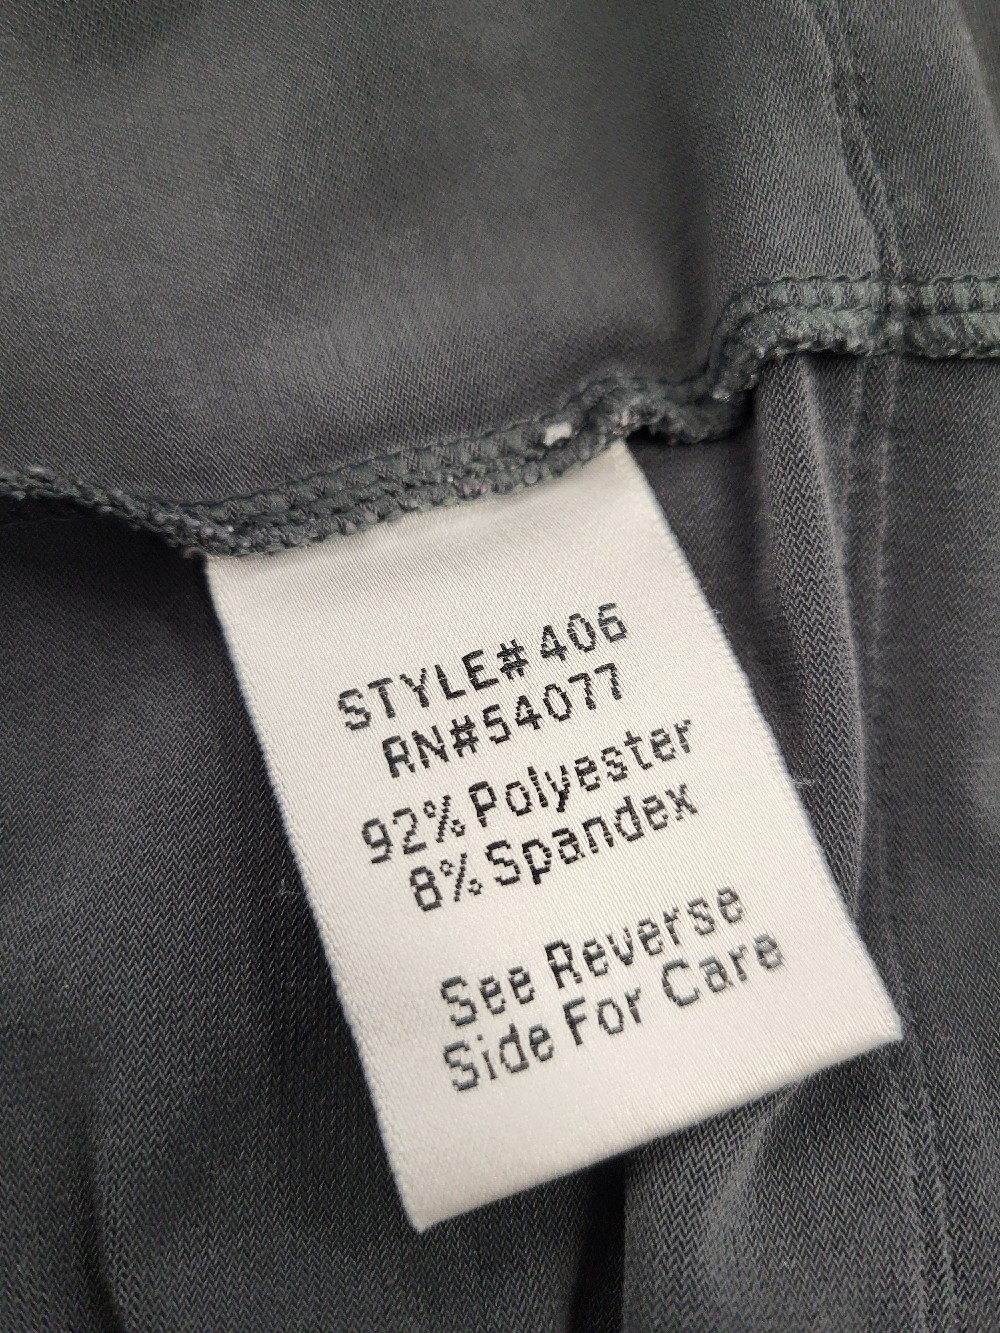 STYLE# 406
RN#54077
92% Polyester
8% Spandex
See Reverse
Side For Care